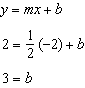 y = mx + b
2 = 1/2 (-2) + b
3 = b